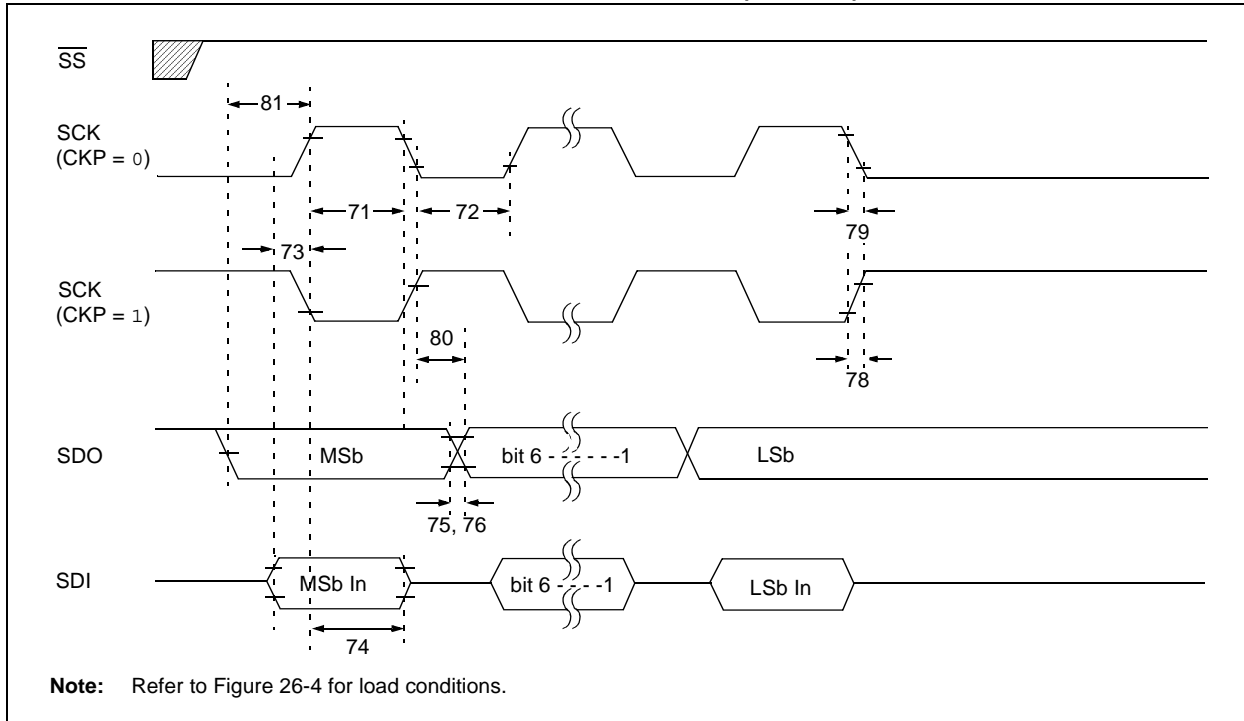 SS
81
SCK
(CKP = 0)
71
72
79
73
SCK
(CKP = 1)
80
78
SDO
MSb
bit 6 - - - - - - -1
LSb
75, 76
SDI
MSb In
bit 6 - - - - -1
LSb In
74
Note: Refer to Figure 26-4 for load conditions.